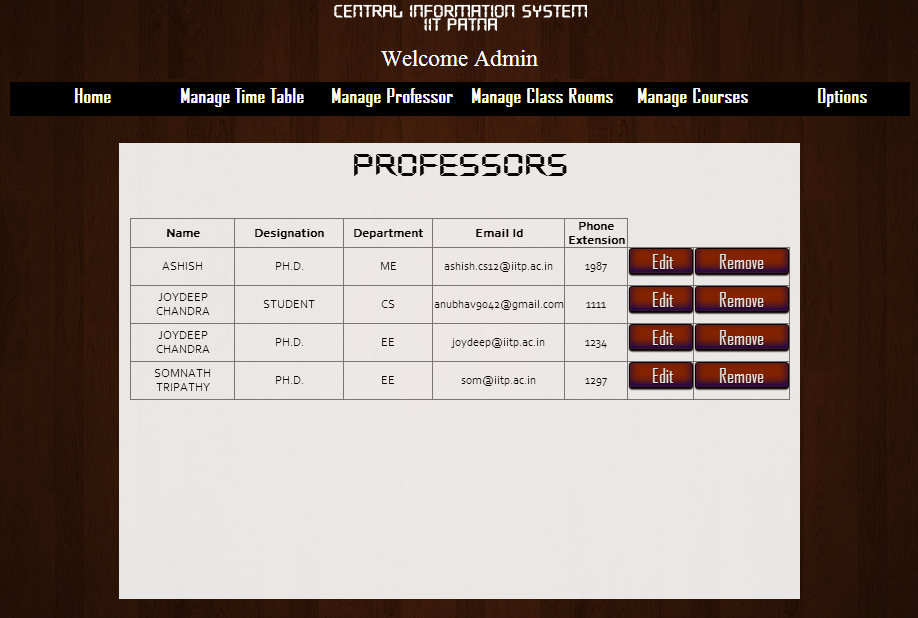 CENTRAL INFORMATION SYSTEM
IIT PATNA
Welcome Admin
Home Manage Time Table Manage Professor Manage Class Rooms Manage Courses Options
PROFESSORS
Name Designation Department Email Id Phone Extension
ASHISH PH.D. ME ashish.cs12@iitp.ac.in 1987 Edit Remove
JOYDEEP CHANDRA STUDENT CS anubhav9042@gmail.com 1111 Edit Remove
JOYDEEP CHANDRA PH.D. EE joydeep@iitp.ac.in 1234 Edit Remove
SOMNATH TRIPATHY PH.D. EE som@iitp.ac.in 1297 Edit Remove